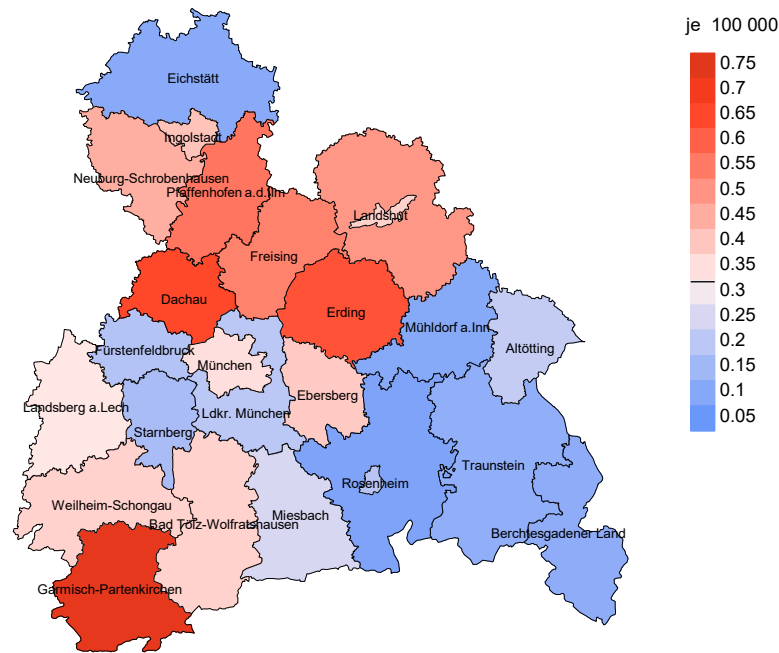 je 100 000
0.75
0.7
0.65
0.6
0.55
0.5
0.45
0.4
0.35
0.3
0.25
0.2
0.15
0.1
0.05
Eichstätt
Ingolstadt
Neuburg-Schrobenhausen
Pfaffenhofen a.d.Ilm
Landshut
Freising
Dachau
Erding
Mühldorf a.Inn
Altötting
Fürstenfeldbruck
München
Ebersberg
Landsberg a.Lech
Ldkr. München
Starnberg
Traunstein
Rosenheim
Weilheim-Schongau
Miesbach
Bad Tölz-Wolfratshausen
Berchtesgadener Land
Garmisch-Partenkirchen